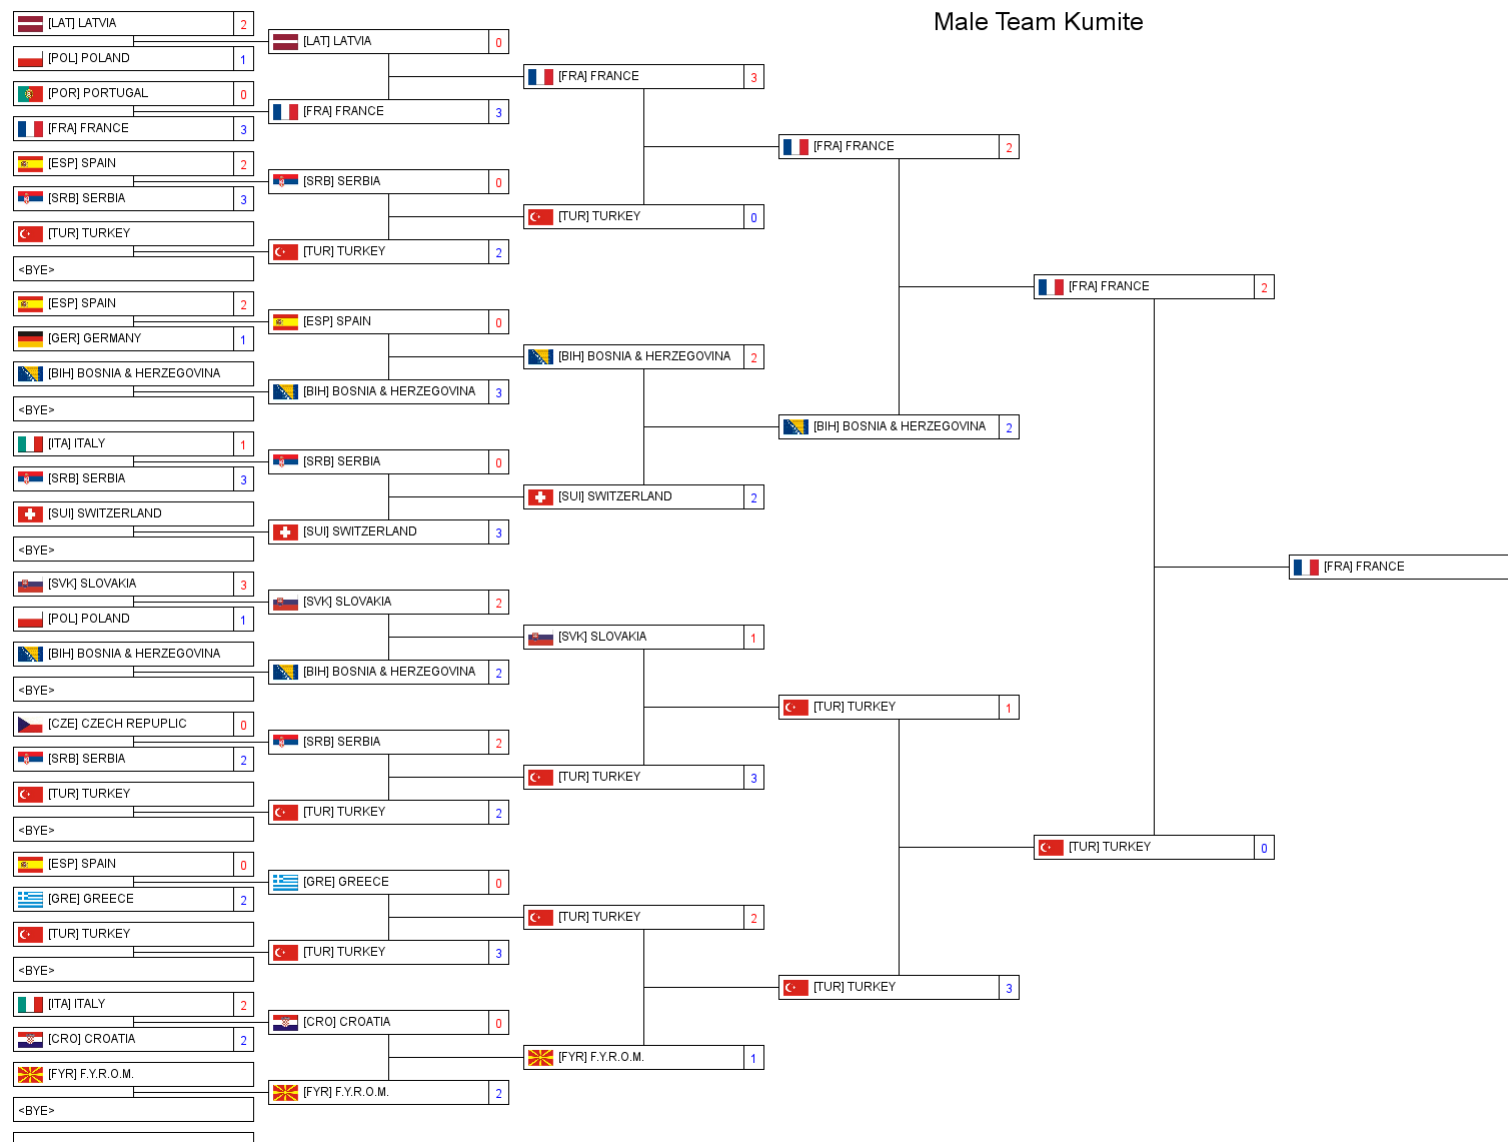 Male Team Kumite
[LAT] LATVIA 2
[POL] POLAND 1
[POR] PORTUGAL 0
[FRA] FRANCE 3
[ESP] SPAIN 2
[SRB] SERBIA 3
[TUR] TURKEY
<BYE>
[ESP] SPAIN 2
[GER] GERMANY 1
[BIH] BOSNIA & HERZEGOVINA
<BYE>
[ITA] ITALY 1
[SRB] SERBIA 3
[SUI] SWITZERLAND
<BYE>
[SVK] SLOVAKIA 3
[POL] POLAND 1
[BIH] BOSNIA & HERZEGOVINA
<BYE>
[CZE] CZECH REPUPLIC 0
[SRB] SERBIA 2
[TUR] TURKEY
<BYE>
[ESP] SPAIN 0
[GRE] GREECE 2
[TUR] TURKEY
<BYE>
[ITA] ITALY 2
[CRO] CROATIA 2
[FYR] F.Y.R.O.M.
<BYE>
[LAT] LATVIA 0
[FRA] FRANCE 3
[SRB] SERBIA 0
[TUR] TURKEY 2
[ESP] SPAIN 0
[BIH] BOSNIA & HERZEGOVINA 3
[SRB] SERBIA 0
[SUI] SWITZERLAND 3
[SVK] SLOVAKIA 2
[BIH] BOSNIA & HERZEGOVINA 2
[SRB] SERBIA 2
[TUR] TURKEY 2
[GRE] GREECE 0
[TUR] TURKEY 3
[CRO] CROATIA 0
[FYR] F.Y.R.O.M. 2
[FRA] FRANCE 3
[TUR] TURKEY 0
[BIH] BOSNIA & HERZEGOVINA 2
[SUI] SWITZERLAND 2
[SVK] SLOVAKIA 1
[TUR] TURKEY 3
[TUR] TURKEY 2
[FYR] F.Y.R.O.M. 1
[FRA] FRANCE 2
[BIH] BOSNIA & HERZEGOVINA 2
[TUR] TURKEY 1
[TUR] TURKEY 3
[FRA] FRANCE 2
[TUR] TURKEY 0
[FRA] FRANCE